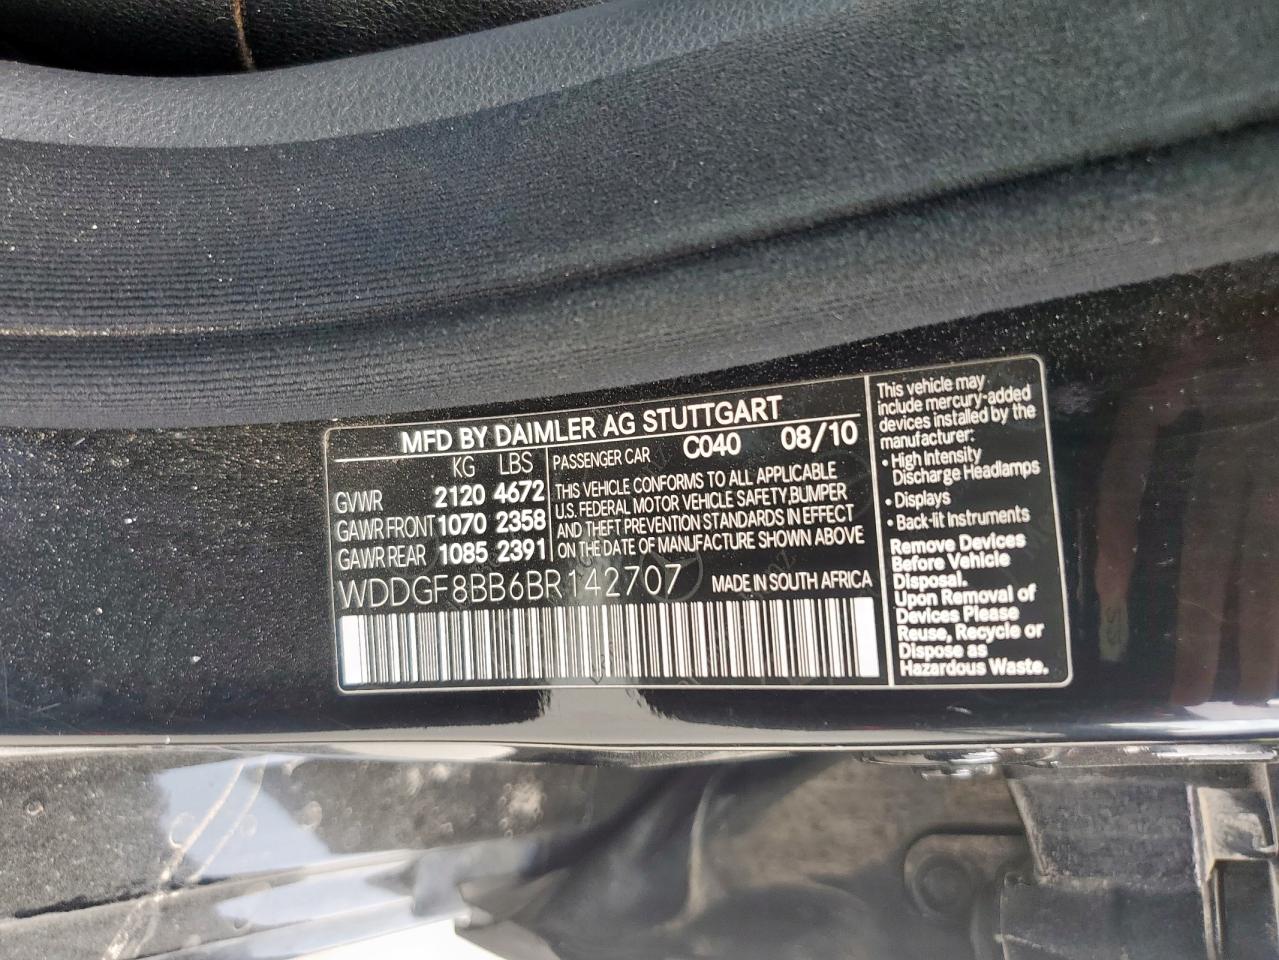 MFD BY DAIMLER AG STUTTGART
KG LBS
GVWR 2120 4672
GAWR FRONT 1070 2358
GAWR REAR 1085 2391
PASSENGER CAR C040 08/10
THIS VEHICLE CONFORMS TO ALL APPLICABLE
U.S. FEDERAL MOTOR VEHICLE SAFETY, BUMPER
AND THEFT PREVENTION STANDARDS IN EFFECT
ON THE DATE OF MANUFACTURE SHOWN ABOVE
WDDGF8BB6BR142707 MADE IN SOUTH AFRICA
This vehicle may
include mercury-added
devices installed by the
manufacturer:
• High Intensity
Discharge Headlamps
• Displays
• Back-lit Instruments
Remove Devices
Before Vehicle
Disposal.
Upon Removal of
Devices Please
Reuse, Recycle or
Dispose as
Hazardous Waste.